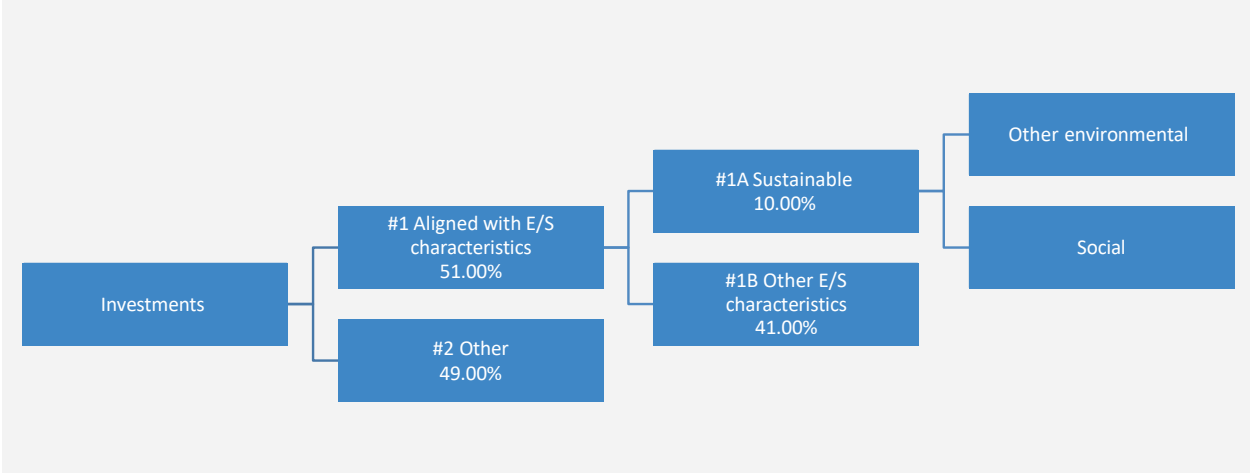 Investments
#1 Aligned with E/S
characteristics
51.00%
#2 Other
49.00%
#1A Sustainable
10.00%
#1B Other E/S
characteristics
41.00%
Other environmental
Social